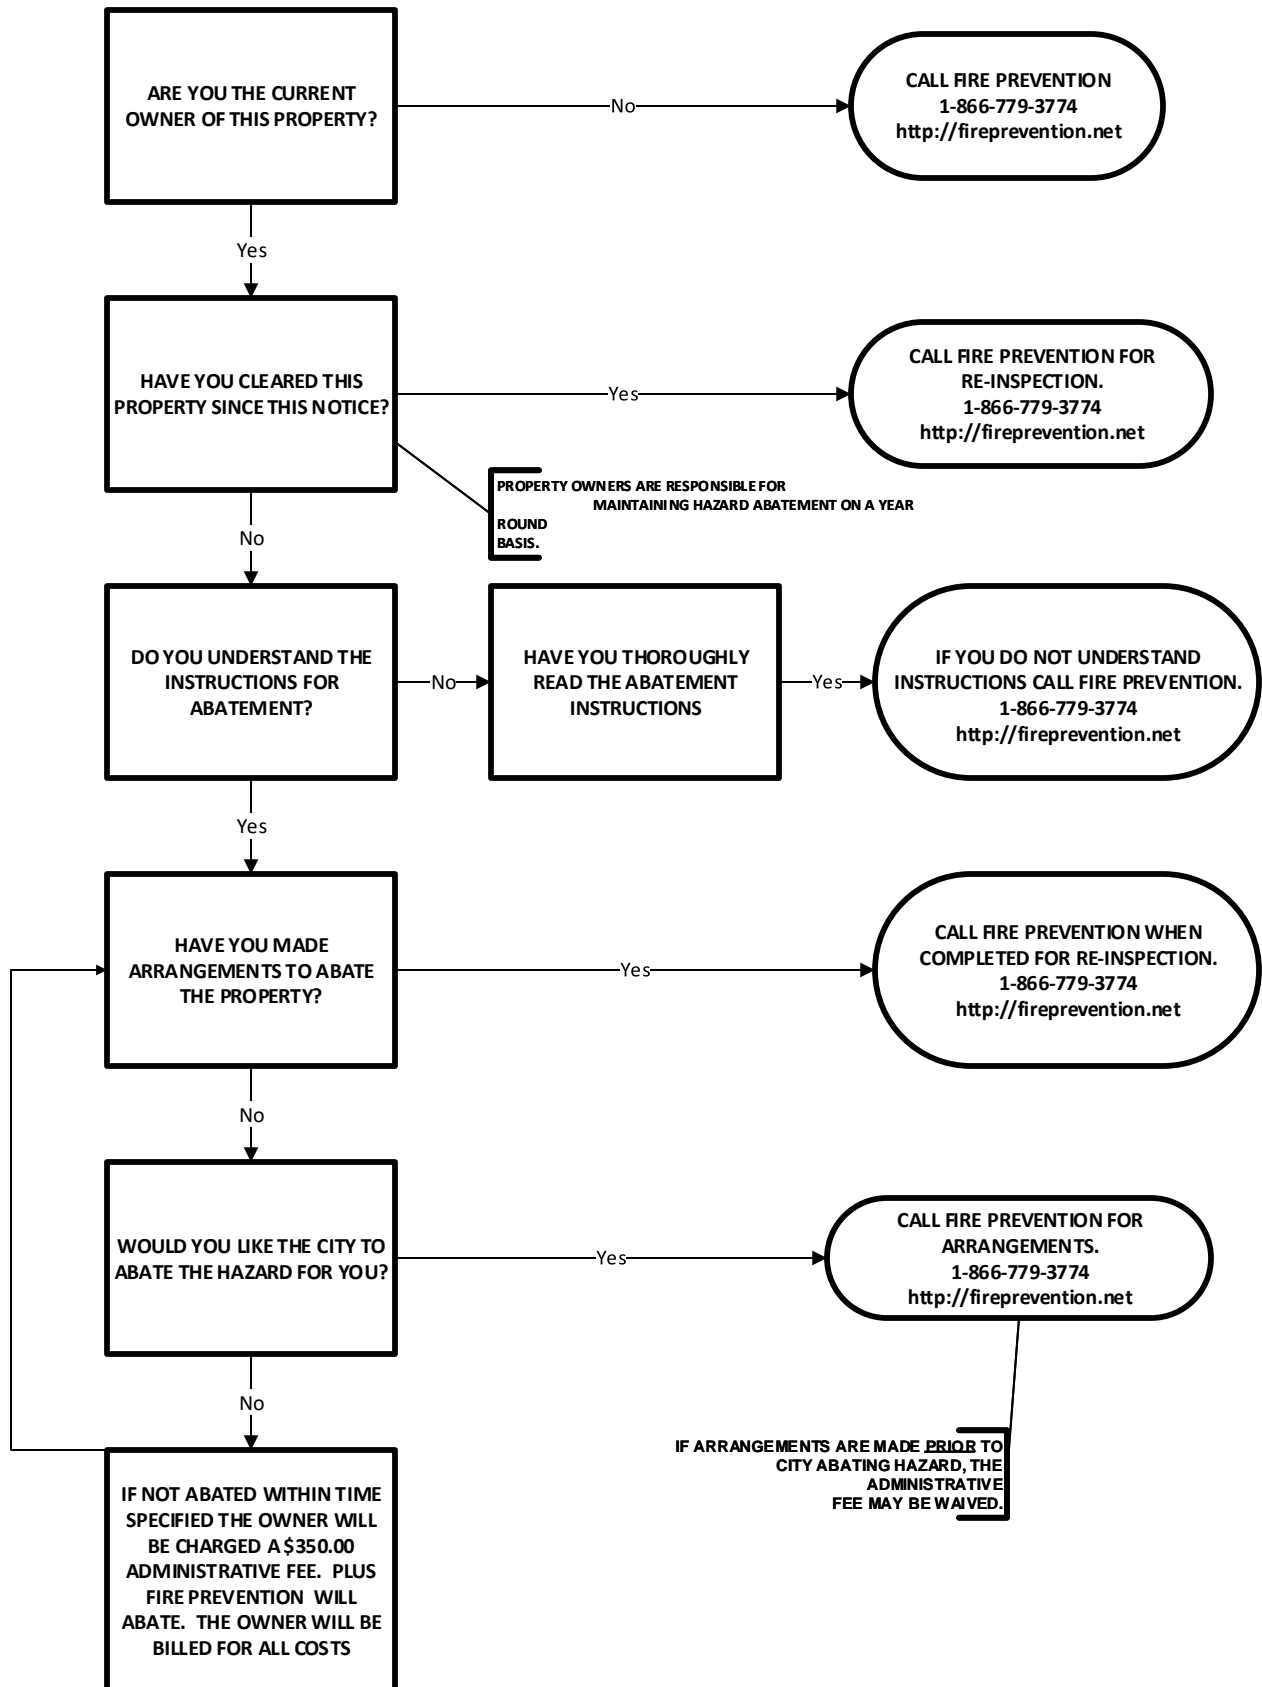 ARE YOU THE CURRENT
OWNER OF THIS PROPERTY?
No
CALL FIRE PREVENTION
1-866-779-3774
http://fireprevention.net
Yes
HAVE YOU CLEARED THIS
PROPERTY SINCE THIS NOTICE?
Yes
CALL FIRE PREVENTION FOR
RE-INSPECTION.
1-866-779-3774
http://fireprevention.net
PROPERTY OWNERS ARE RESPONSIBLE FOR
MAINTAINING HAZARD ABATEMENT ON A YEAR
ROUND
BASIS.
No
DO YOU UNDERSTAND THE
INSTRUCTIONS FOR
ABATEMENT?
No
HAVE YOU THOROUGHLY
READ THE ABATEMENT
INSTRUCTIONS
Yes
IF YOU DO NOT UNDERSTAND
INSTRUCTIONS CALL FIRE PREVENTION.
1-866-779-3774
http://fireprevention.net
Yes
HAVE YOU MADE
ARRANGEMENTS TO ABATE
THE PROPERTY?
Yes
CALL FIRE PREVENTION WHEN
COMPLETED FOR RE-INSPECTION.
1-866-779-3774
http://fireprevention.net
No
WOULD YOU LIKE THE CITY TO
ABATE THE HAZARD FOR YOU?
Yes
CALL FIRE PREVENTION FOR
ARRANGEMENTS.
1-866-779-3774
http://fireprevention.net
No
IF ARRANGEMENTS ARE MADE PRIOR TO
CITY ABATING HAZARD, THE
ADMINISTRATIVE
FEE MAY BE WAIVED.
IF NOT ABATED WITHIN TIME
SPECIFIED THE OWNER WILL
BE CHARGED A $350.00
ADMINISTRATIVE FEE. PLUS
FIRE PREVENTION WILL
ABATE. THE OWNER WILL BE
BILLED FOR ALL COSTS